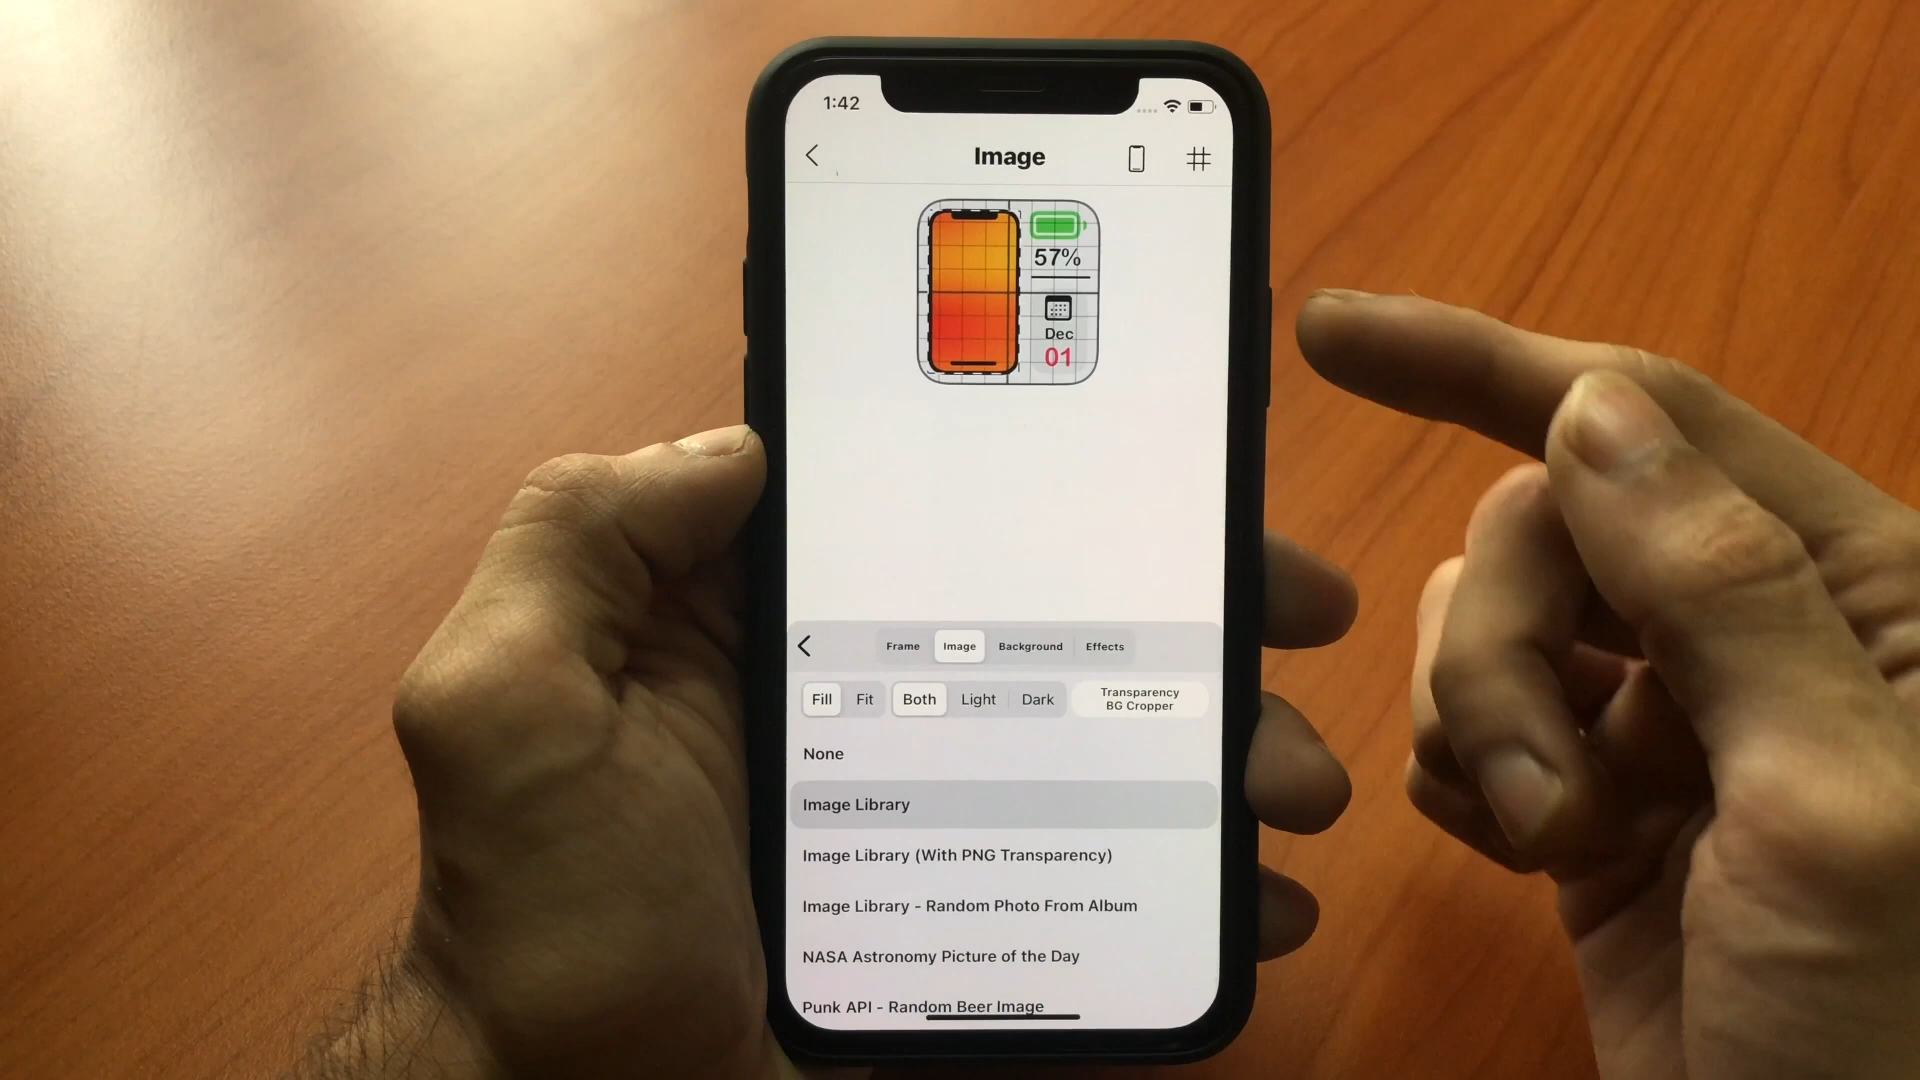 1:42
Image
57%
Dec
01
Frame Image Background Effects
Fill Fit Both Light Dark Transparency
BG Cropper
None
Image Library
Image Library (With PNG Transparency)
Image Library - Random Photo From Album
NASA Astronomy Picture of the Day
Punk API - Random Beer Image